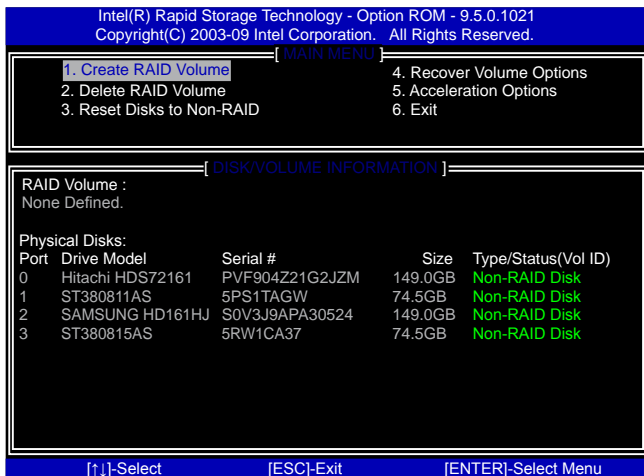 Intel(R) Rapid Storage Technology - Option ROM - 9.5.0.1021
Copyright(C) 2003-09 Intel Corporation. All Rights Reserved.
[ MAIN MENU ]
1. Create RAID Volume
2. Delete RAID Volume
3. Reset Disks to Non-RAID
4. Recover Volume Options
5. Acceleration Options
6. Exit
[ DISK/VOLUME INFORMATION ]
RAID Volume :
None Defined.
Physical Disks:
Port Drive Model Serial # Size Type/Status(Vol ID)
0 Hitachi HDS72161 PVF904Z21G2JZM 149.0GB Non-RAID Disk
1 ST380811AS 5PS1TAGW 74.5GB Non-RAID Disk
2 SAMSUNG HD161HJ S0V3J9APA30524 149.0GB Non-RAID Disk
3 ST380815AS 5RW1CA37 74.5GB Non-RAID Disk
[↑↓]-Select [ESC]-Exit [ENTER]-Select Menu